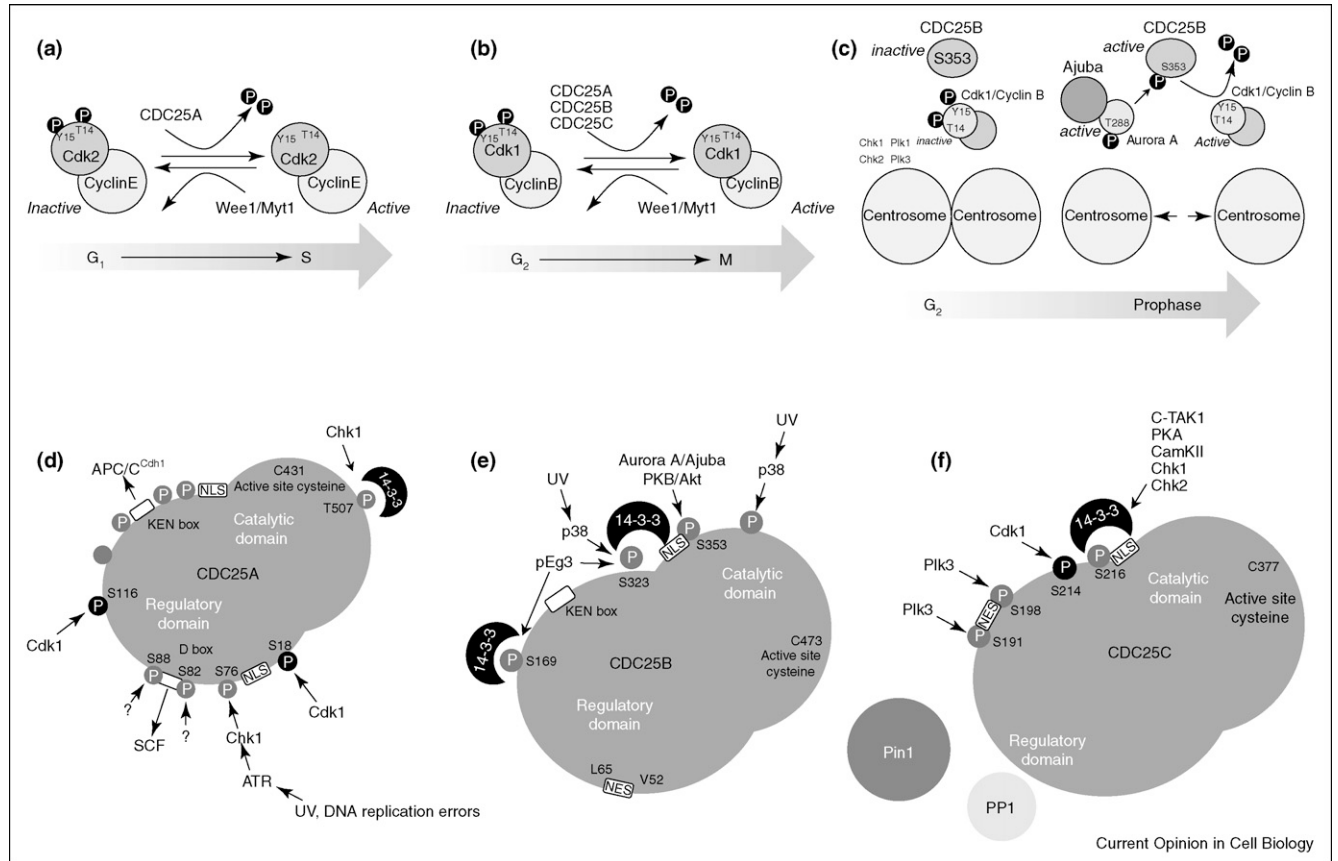 (a)
P P
CDC25A
P P
Y15 T14
Cdk2
CyclinE
Y15 T14
Cdk2
CyclinE
Inactive
Wee1/Myt1
Active
G1
S
(b)
CDC25A
CDC25B
CDC25C
P P
P P
Y15 T14
Cdk1
CyclinB
Y15 T14
Cdk1
CyclinB
Inactive
Wee1/Myt1
Active
G2
M
(c)
CDC25B
inactive
S353
P
Cdk1/Cyclin B
P
Y15
T14
inactive
Chk1 Plk1
Chk2 Plk3
Centrosome
Centrosome
CDC25B
active
S353
P P
P
Ajuba
active
T288
P
Aurora A
Cdk1/Cyclin B
Y15
T14
Active
Centrosome
Centrosome
G2
Prophase
(d)
APC/C Cdh1
P
P
P
NLS
KEN box
C431
Active site cysteine
Chk1
14-3-3
P
T507
Catalytic
domain
CDC25A
Regulatory
domain
S116
P
Cdk1
D box
S88
P
S82
P
S76
P
NLS
S18
P
?
SCF
?
Chk1
Cdk1
ATR
UV, DNA replication errors
(e)
UV
p38
pEg3
14-3-3
P
S323
Aurora A/Ajuba
PKB/Akt
P
NLS
S353
UV
p38
P
KEN box
Catalytic
domain
14-3-3
P
S169
CDC25B
C473
Active site
cysteine
Regulatory
domain
L65
V52
NES
(f)
C-TAK1
PKA
CamKII
Chk1
Chk2
14-3-3
Cdk1
P
S214
P
NLS
S216
Plk3
P
S198
NES
Plk3
P
S191
Catalytic
domain
C377
Active site
cysteine
CDC25C
Regulatory
domain
Pin1
PP1
Current Opinion in Cell Biology